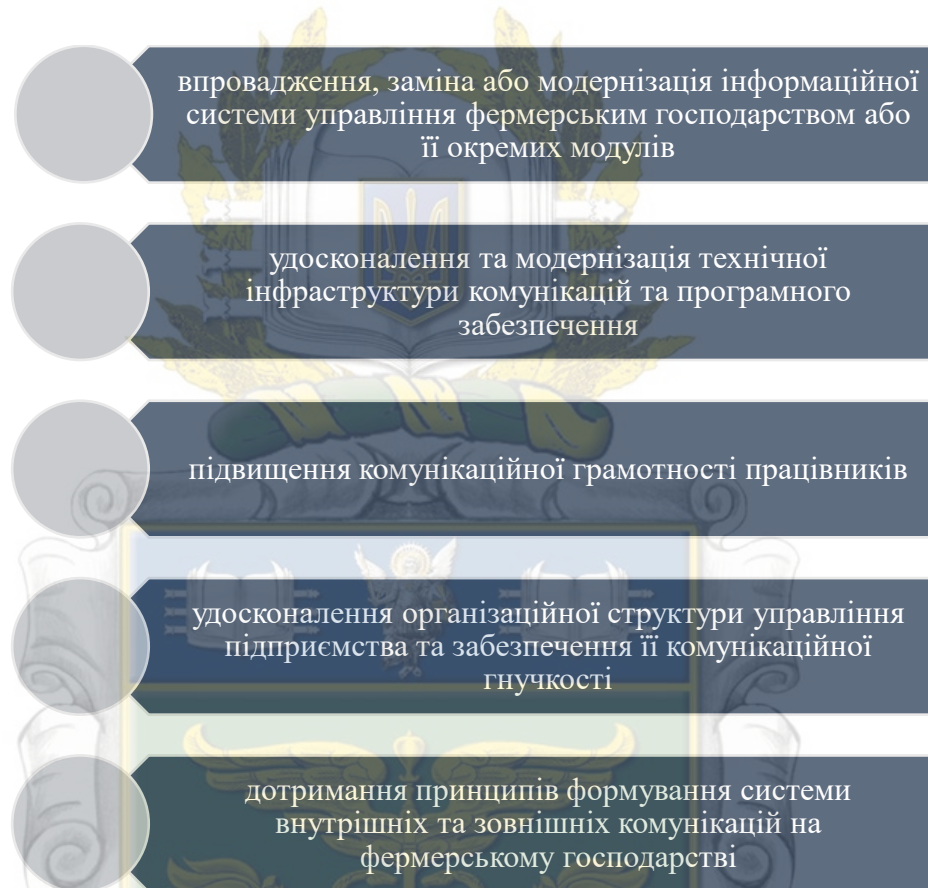 впровадження, заміна або модернізація інформаційної
системи управління фермерським господарством або
її окремих модулів
удосконалення та модернізація технічної
інфраструктури комунікацій та програмного
забезпечення
підвищення комунікаційної грамотності працівників
удосконалення організаційної структури управління
підприємства та забезпечення її комунікаційної
гнучкості
дотримання принципів формування системи
внутрішніх та зовнішніх комунікацій на
фермерському господарстві